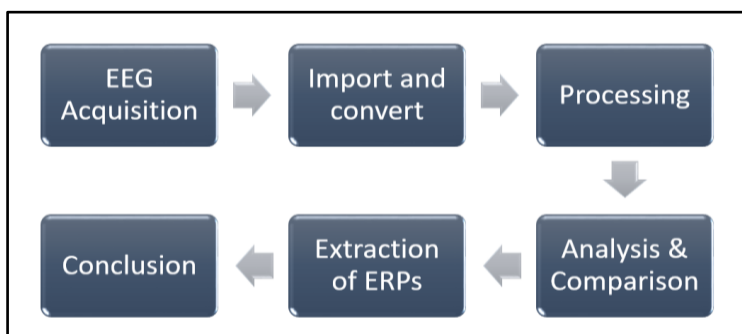 EEG
Acquisition
Import and
convert
Processing
Analysis &
Comparison
Extraction
of ERPs
Conclusion